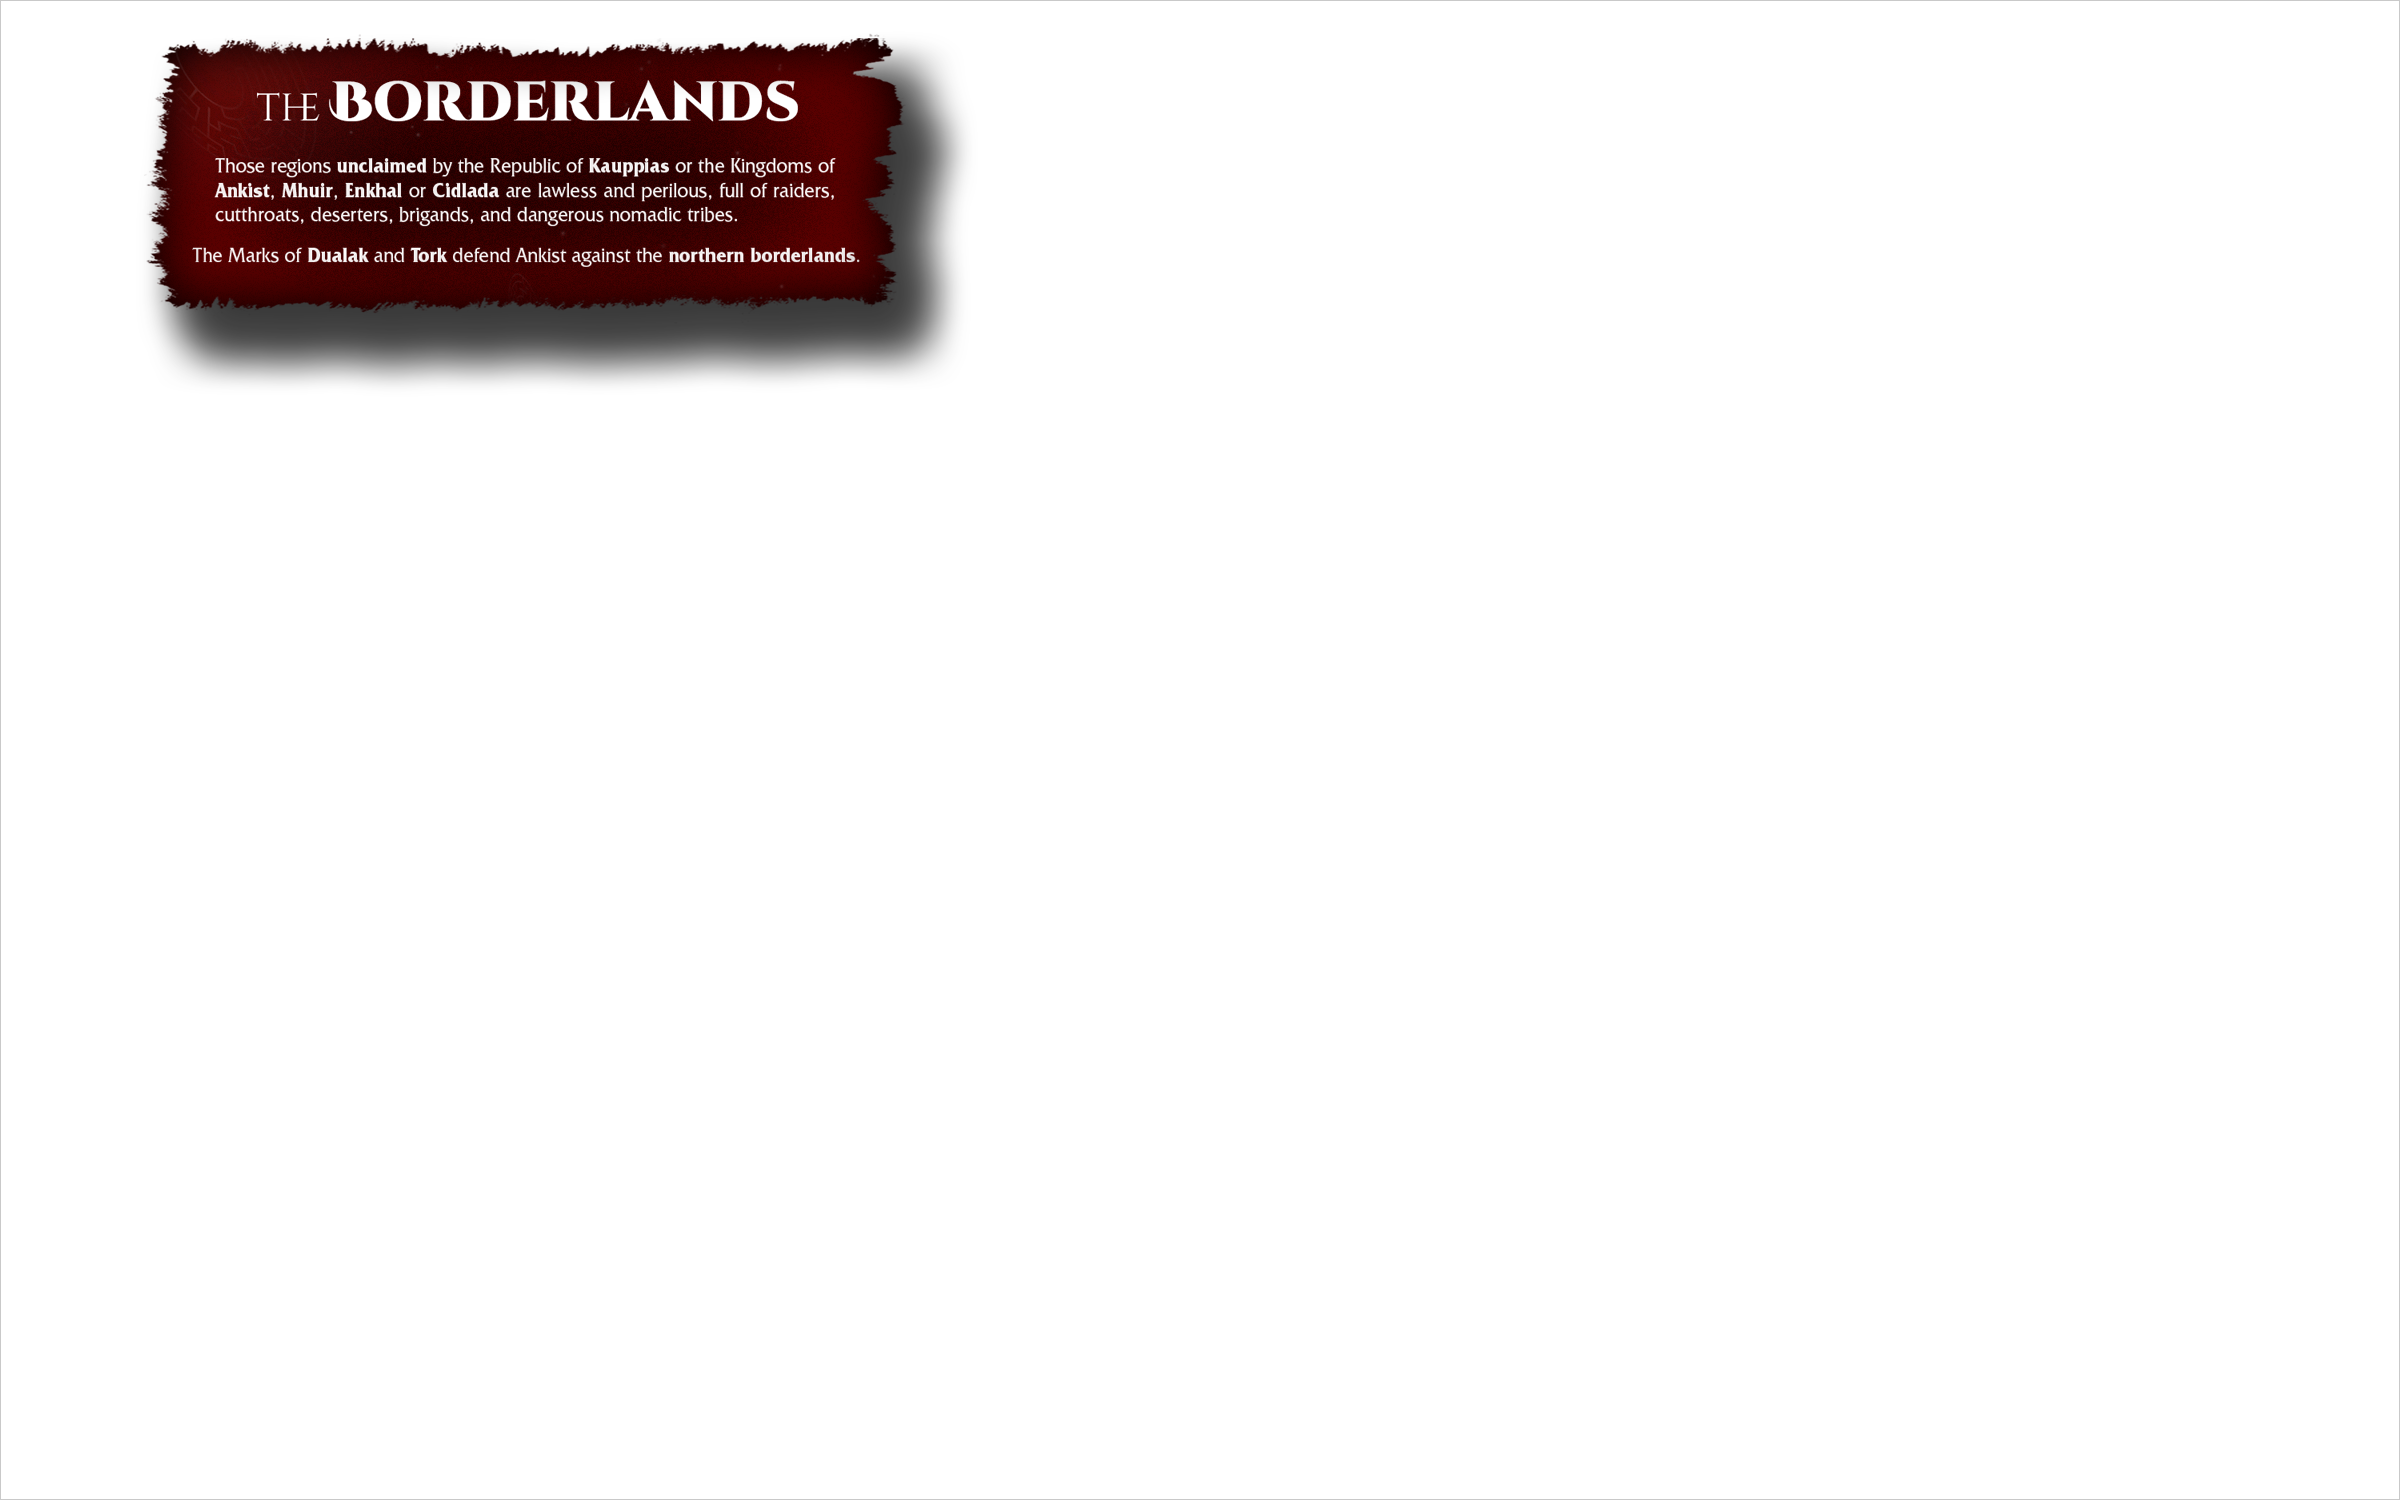 THE BORDERLANDS
Those regions unclaimed by the Republic of Kauppias or the Kingdoms of
Ankist, Mhuir, Enkhal or Cidlada are lawless and perilous, full of raiders,
cutthroats, deserters, brigands, and dangerous nomadic tribes.
The Marks of Dualak and Tork defend Ankist against the northern borderlands.